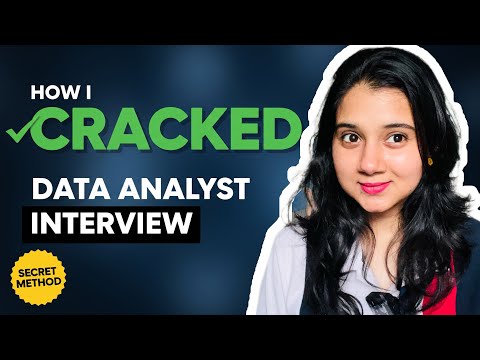 HOW I
CRACKED
DATA ANALYST
INTERVIEW
SECRET
METHOD